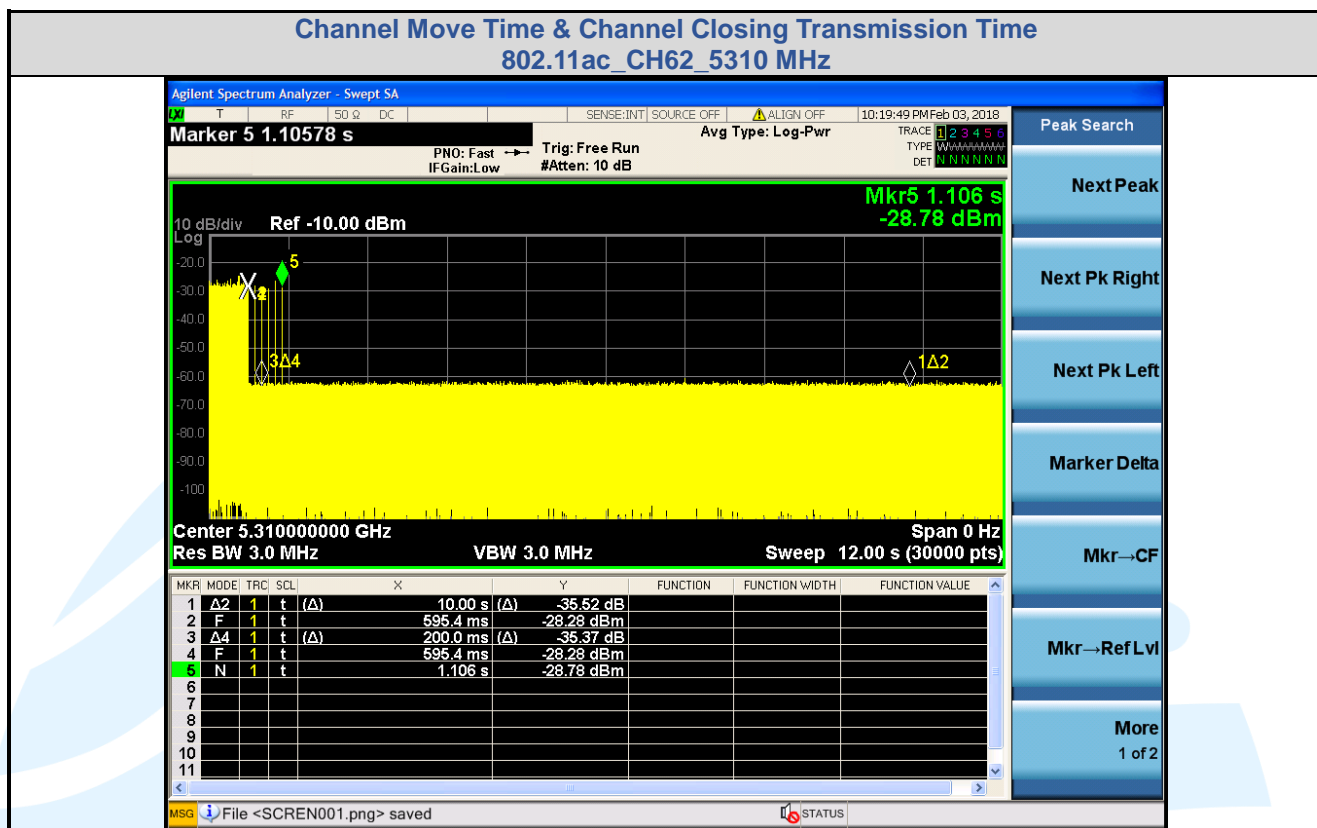 Channel Move Time & Channel Closing Transmission Time
802.11ac_CH62_5310 MHz
Agilent Spectrum Analyzer - Swept SA
LXI T RF 50 Ω DC SENSE:INT SOURCE OFF ALIGN OFF 10:19:49 PM Feb 03, 2018
Marker 5 1.10578 s
PNO: Fast
IFGain:Low
Trig: Free Run
#Atten: 10 dB
Avg Type: Log-Pwr
TRACE 1 2 3 4 5 6
TYPE WWWWWW
DET N N N N N N
Mkr5 1.106 s
-28.78 dBm
10 dB/div Ref -10.00 dBm
Log
-20.0
-30.0
-40.0
-50.0
-60.0
-70.0
-80.0
-90.0
-100
5
3Δ4
1Δ2
Center 5.310000000 GHz Span 0 Hz
Res BW 3.0 MHz VBW 3.0 MHz Sweep 12.00 s (30000 pts)
MKR MODE TRC SCL X Y FUNCTION FUNCTION WIDTH FUNCTION VALUE
1 Δ2 1 t (Δ) 10.00 s (Δ) -35.52 dB
2 F 1 t 595.4 ms -28.28 dBm
3 Δ4 1 t (Δ) 200.0 ms (Δ) -35.37 dB
4 F 1 t 595.4 ms -28.28 dBm
5 N 1 t 1.106 s -28.78 dBm
6
7
8
9
10
11
MSG File <SCREN001.png> saved STATUS
Peak Search
Next Peak
Next Pk Right
Next Pk Left
Marker Delta
Mkr→CF
Mkr→Ref Lvl
More
1 of 2